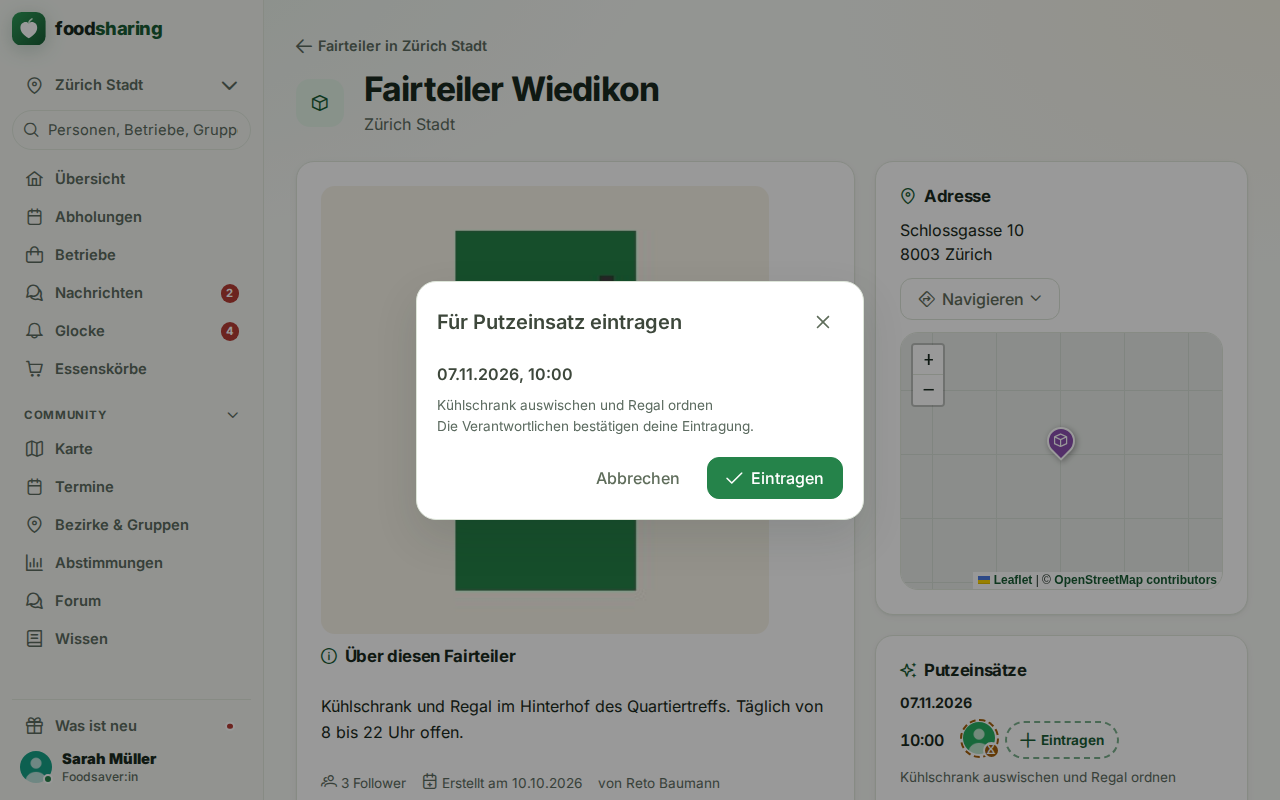 foodsharing
Zürich Stadt
Personen, Betriebe, Grupp
Übersicht
Abholungen
Betriebe
Nachrichten 2
Glocke 4
Essenskörbe
COMMUNITY
Karte
Termine
Bezirke & Gruppen
Abstimmungen
Forum
Wissen
Was ist neu
Sarah Müller
Foodsaver:in
Fairteiler in Zürich Stadt
Fairteiler Wiedikon
Zürich Stadt
Für Putzeinsatz eintragen
07.11.2026, 10:00
Kühlschrank auswischen und Regal ordnen
Die Verantwortlichen bestätigen deine Eintragung.
Abbrechen
Eintragen
Über diesen Fairteiler
Kühlschrank und Regal im Hinterhof des Quartiertreffs. Täglich von
8 bis 22 Uhr offen.
3 Follower Erstellt am 10.10.2026 von Reto Baumann
Adresse
Schlossgasse 10
8003 Zürich
Navigieren
+
−
Leaflet | © OpenStreetMap contributors
Putzeinsätze
07.11.2026
10:00 Eintragen
Kühlschrank auswischen und Regal ordnen